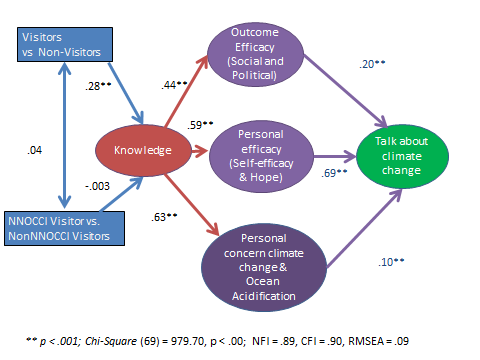 Visitors
vs Non-Visitors
Outcome
Efficacy
(Social and
Political)
.28**
.44**
.20**
.59**
Personal
efficacy
(Self-efficacy
& Hope)
Knowledge
Talk about
climate
change
.04
.69**
-.003
NNOCCI Visitor vs.
NonNNOCCI Visitors
.63**
Personal
concern climate
change &
Ocean
Acidification
.10**
** p < .001; Chi-Square (69) = 979.70, p < .00; NFI = .89, CFI = .90, RMSEA = .09